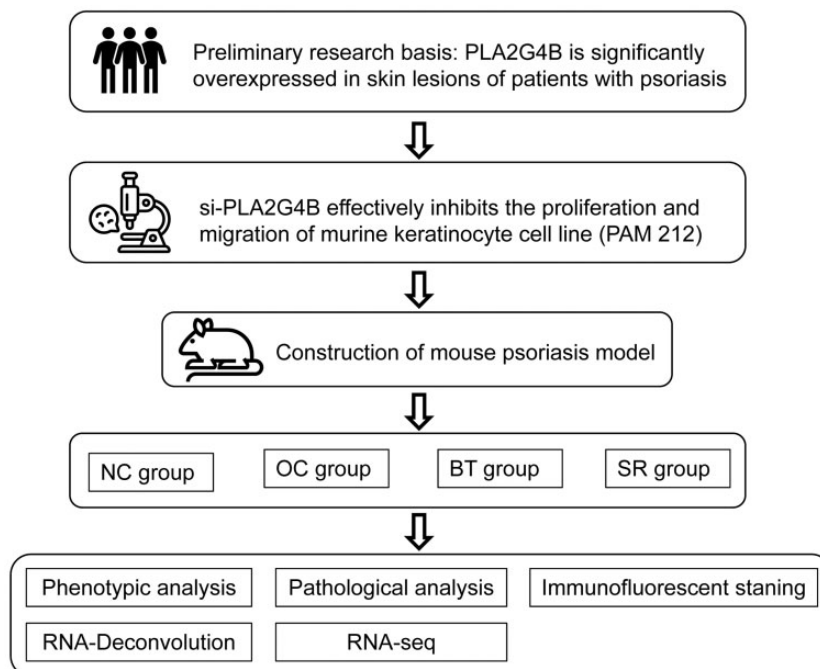 Preliminary research basis: PLA2G4B is significantly
overexpressed in skin lesions of patients with psoriasis
si-PLA2G4B effectively inhibits the proliferation and
migration of murine keratinocyte cell line (PAM 212)
Construction of mouse psoriasis model
NC group
OC group
BT group
SR group
Phenotypic analysis
Pathological analysis
Immunofluorescent staning
RNA-Deconvolution
RNA-seq